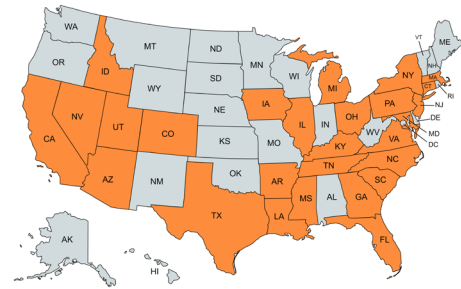 WA
MT
ND
MN
VT
ME
OR
ID
WY
SD
WI
MI
NY
NH
MA
CT
RI
NV
UT
CO
NE
IA
IL
IN
OH
PA
NJ
DE
MD
DC
CA
KS
MO
KY
WV
VA
AZ
NM
OK
AR
TN
NC
SC
TX
LA
MS
AL
GA
FL
AK
HI